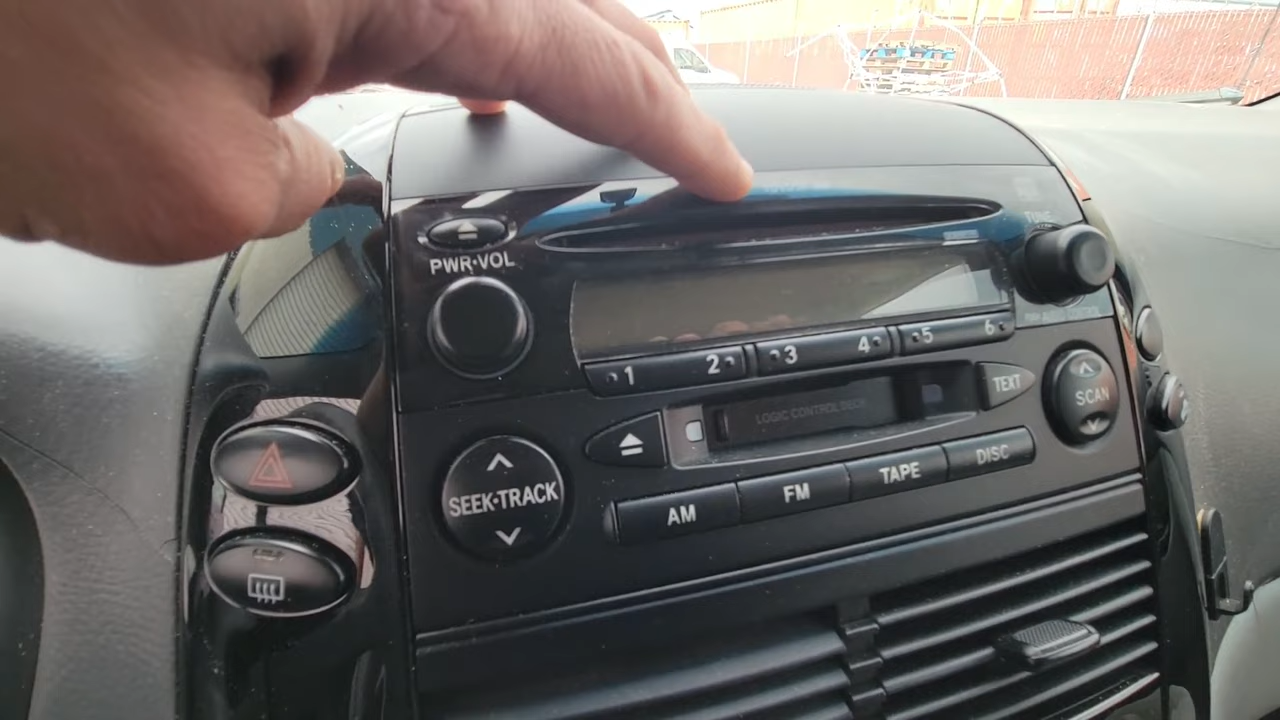 TUNE
PWR·VOL
1 2 3 4 5 6
TEXT
LOGIC CONTROL DECK
SCAN
SEEK·TRACK
AM FM TAPE DISC